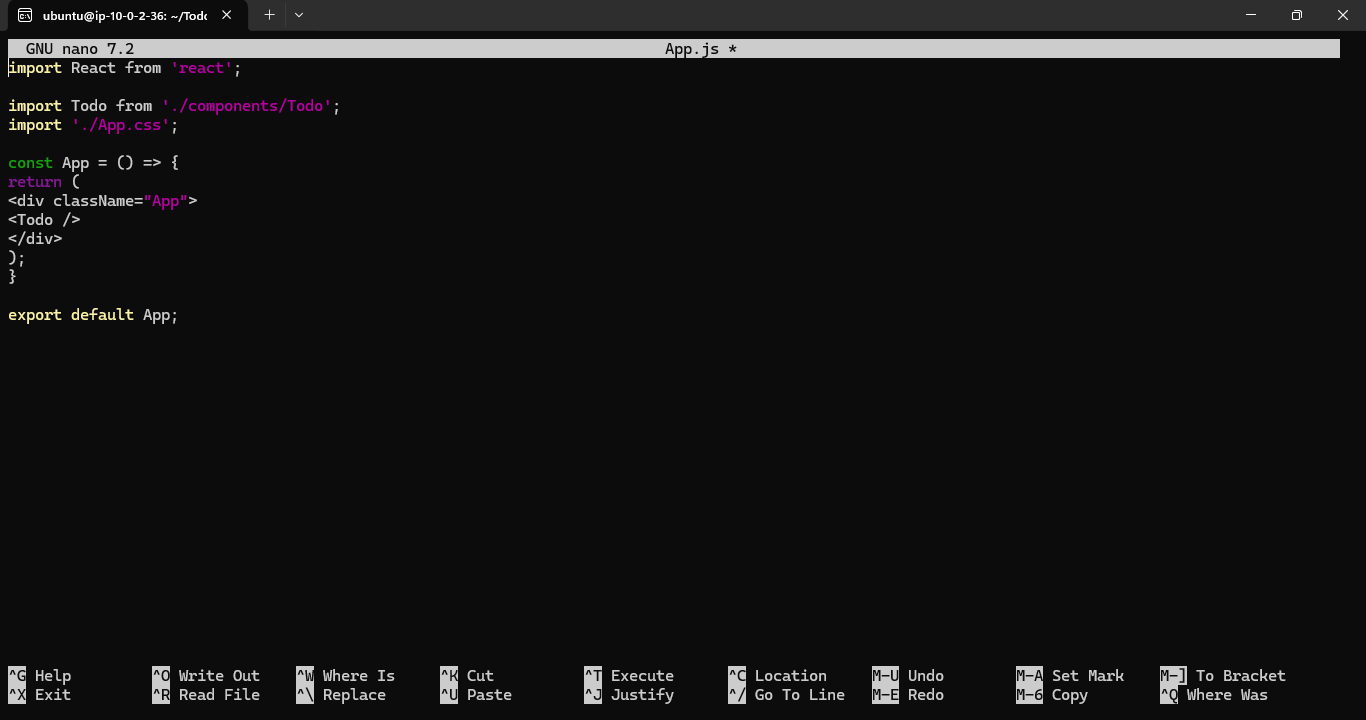 ubuntu@ip-10-0-2-36: ~/Todo
GNU nano 7.2 App.js *
import React from 'react';
import Todo from './components/Todo';
import './App.css';
const App = () => {
return (
<div className="App">
<Todo />
</div>
);
}
export default App;
^G Help ^O Write Out ^W Where Is ^K Cut ^T Execute ^C Location M-U Undo M-A Set Mark M-] To Bracket
^X Exit ^R Read File ^\ Replace ^U Paste ^J Justify ^/ Go To Line M-E Redo M-6 Copy ^Q Where Was